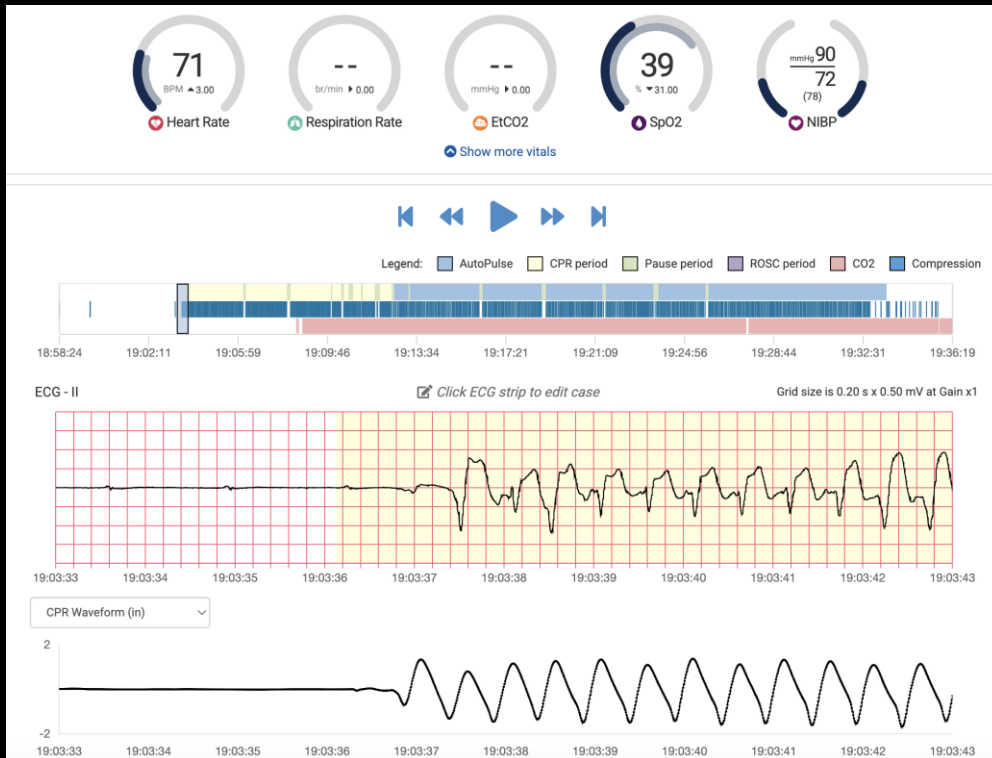 71 -- -- 39 mmHg 90
72
BPM ▲3.00 br/min ▶ 0.00 mmHg ▶ 0.00 % ▼31.00 (78)
Heart Rate Respiration Rate EtCO2 SpO2 NIBP
Show more vitals
Legend: AutoPulse CPR period Pause period ROSC period CO2 Compression
18:58:24 19:02:11 19:05:59 19:09:46 19:13:34 19:17:21 19:21:09 19:24:56 19:28:44 19:32:31 19:36:19
ECG - II Click ECG strip to edit case Grid size is 0.20 s x 0.50 mV at Gain x1
19:03:33 19:03:34 19:03:35 19:03:36 19:03:37 19:03:38 19:03:39 19:03:40 19:03:41 19:03:42 19:03:43
CPR Waveform (in)
2
-2
19:03:33 19:03:34 19:03:35 19:03:36 19:03:37 19:03:38 19:03:39 19:03:40 19:03:41 19:03:42 19:03:43